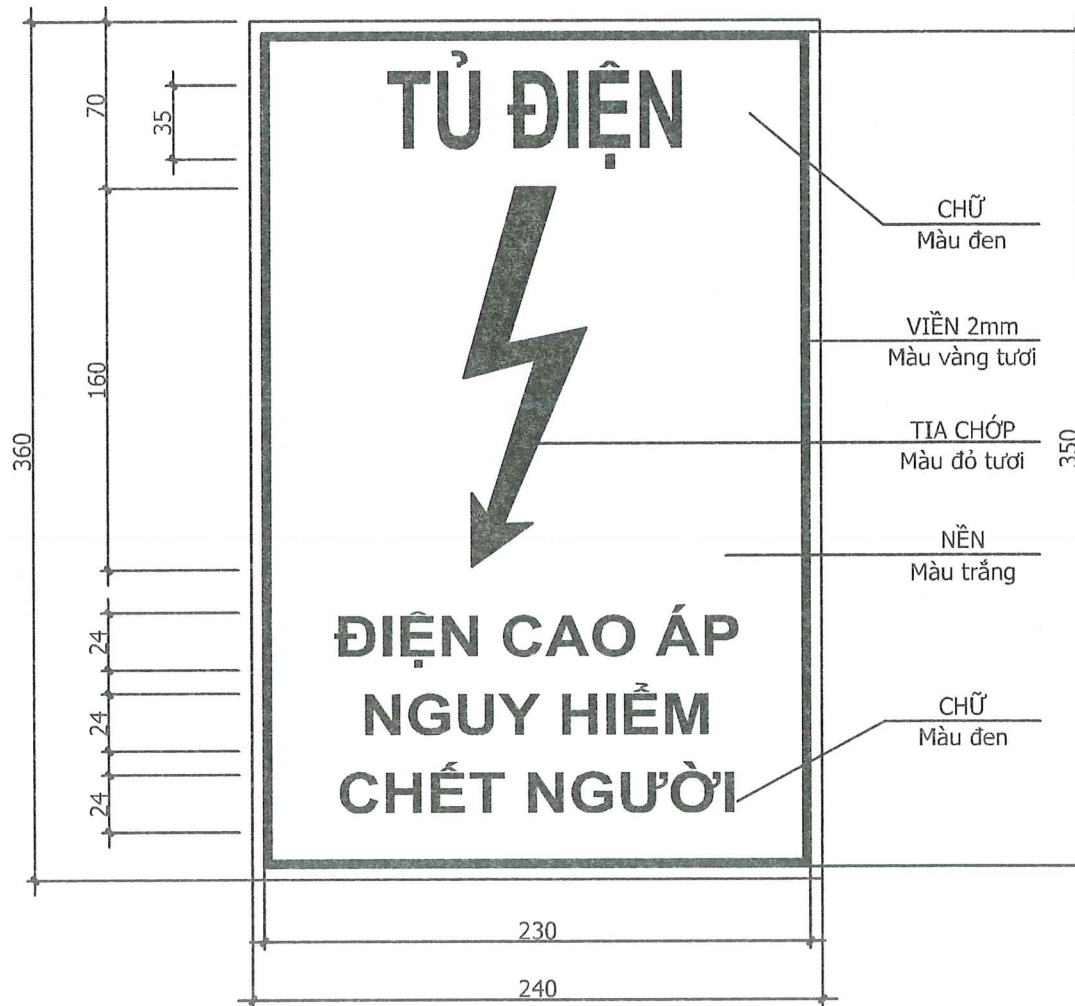 TỦ ĐIỆN
70
35
CHỮ
Màu đen
VIỀN 2mm
Màu vàng tươi
160
TIA CHỚP
Màu đỏ tươi
360
350
NỀN
Màu trắng
24
ĐIỆN CAO ÁP
24
NGUY HIỂM
CHỮ
Màu đen
24
CHẾT NGƯỜI
230
240